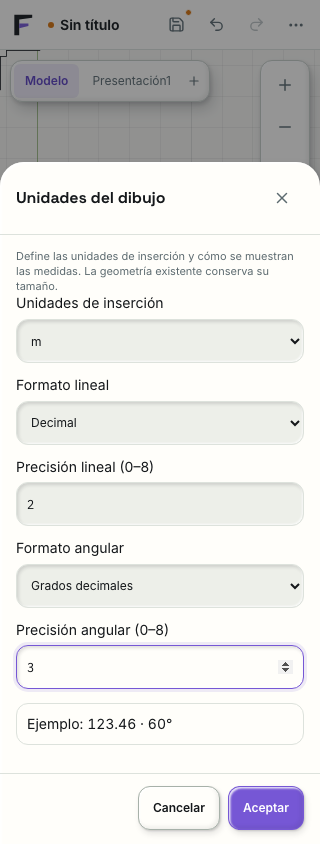 Sin título
Modelo
Presentación1
Unidades del dibujo
Define las unidades de inserción y cómo se muestran
las medidas. La geometría existente conserva su
tamaño.
Unidades de inserción
m
Formato lineal
Decimal
Precisión lineal (0–8)
2
Formato angular
Grados decimales
Precisión angular (0–8)
3
Ejemplo: 123.46 · 60°
Cancelar
Aceptar